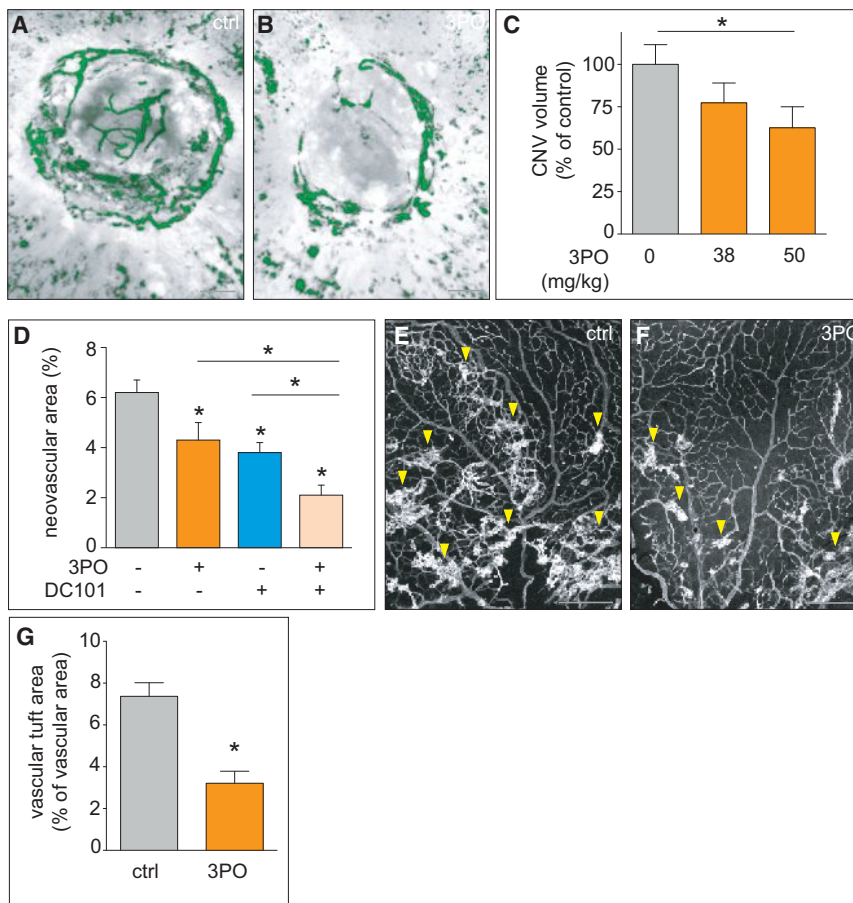 A
ctrl
B
3PO
C
*
CNV volume
(% of control)
100
75
50
25
0
3PO
(mg/kg)
0
38
50
D
neovascular area (%)
8
6
4
2
0
*
*
*
*
*
3PO
- + - +
DC101
- - + +
E
ctrl
F
3PO
G
vascular tuft area
(% of vascular area)
10
8
6
4
2
0
*
ctrl
3PO